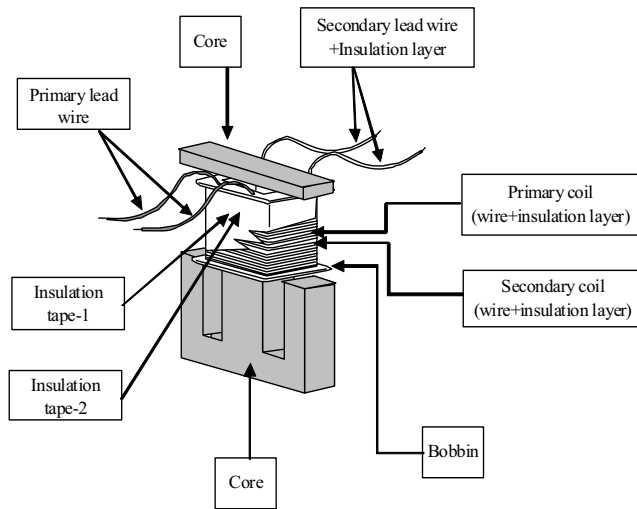 Core
Secondary lead wire
+Insulation layer
Primary lead
wire
Primary coil
(wire+insulation layer)
Insulation
tape-1
Secondary coil
(wire+insulation layer)
Insulation
tape-2
Bobbin
Core